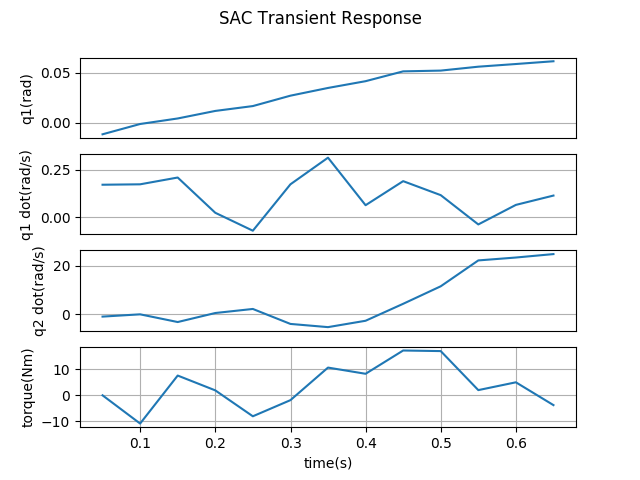 SAC Transient Response
q1(rad)
0.05
0.00
q1 dot(rad/s)
0.25
0.00
q2 dot(rad/s)
20
0
torque(Nm)
10
0
−10
0.1 0.2 0.3 0.4 0.5 0.6
time(s)